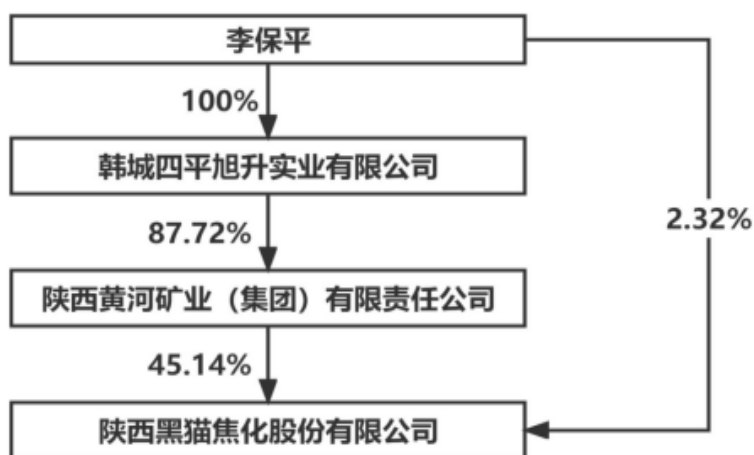 李保平
100%
韩城四平旭升实业有限公司
87.72%
2.32%
陕西黄河矿业（集团）有限责任公司
45.14%
陕西黑猫焦化股份有限公司